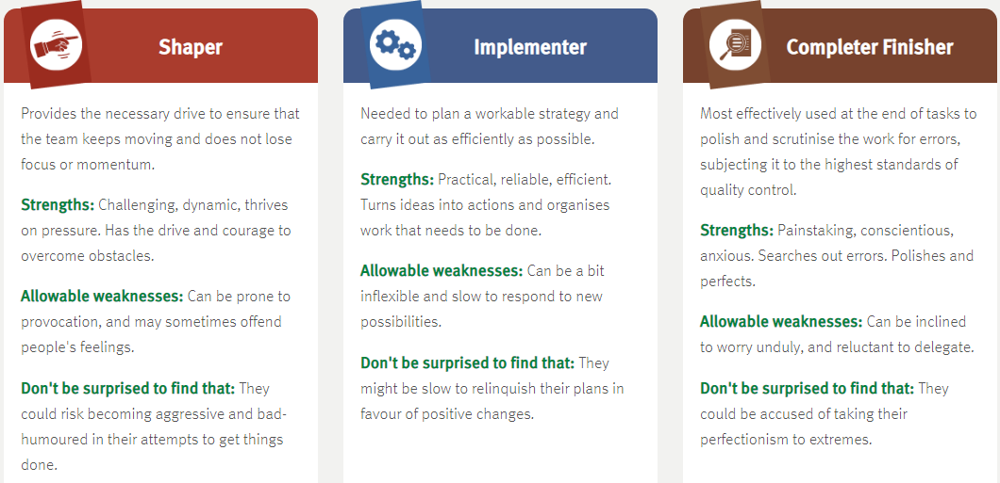 Shaper
Provides the necessary drive to ensure that
the team keeps moving and does not lose
focus or momentum.
Strengths: Challenging, dynamic, thrives
on pressure. Has the drive and courage to
overcome obstacles.
Allowable weaknesses: Can be prone to
provocation, and may sometimes offend
people's feelings.
Don't be surprised to find that: They
could risk becoming aggressive and bad-
humoured in their attempts to get things
done.
Implementer
Needed to plan a workable strategy and
carry it out as efficiently as possible.
Strengths: Practical, reliable, efficient.
Turns ideas into actions and organises
work that needs to be done.
Allowable weaknesses: Can be a bit
inflexible and slow to respond to new
possibilities.
Don't be surprised to find that: They
might be slow to relinquish their plans in
favour of positive changes.
Completer Finisher
Most effectively used at the end of tasks to
polish and scrutinise the work for errors,
subjecting it to the highest standards of
quality control.
Strengths: Painstaking, conscientious,
anxious. Searches out errors. Polishes and
perfects.
Allowable weaknesses: Can be inclined
to worry unduly, and reluctant to delegate.
Don't be surprised to find that: They
could be accused of taking their
perfectionism to extremes.